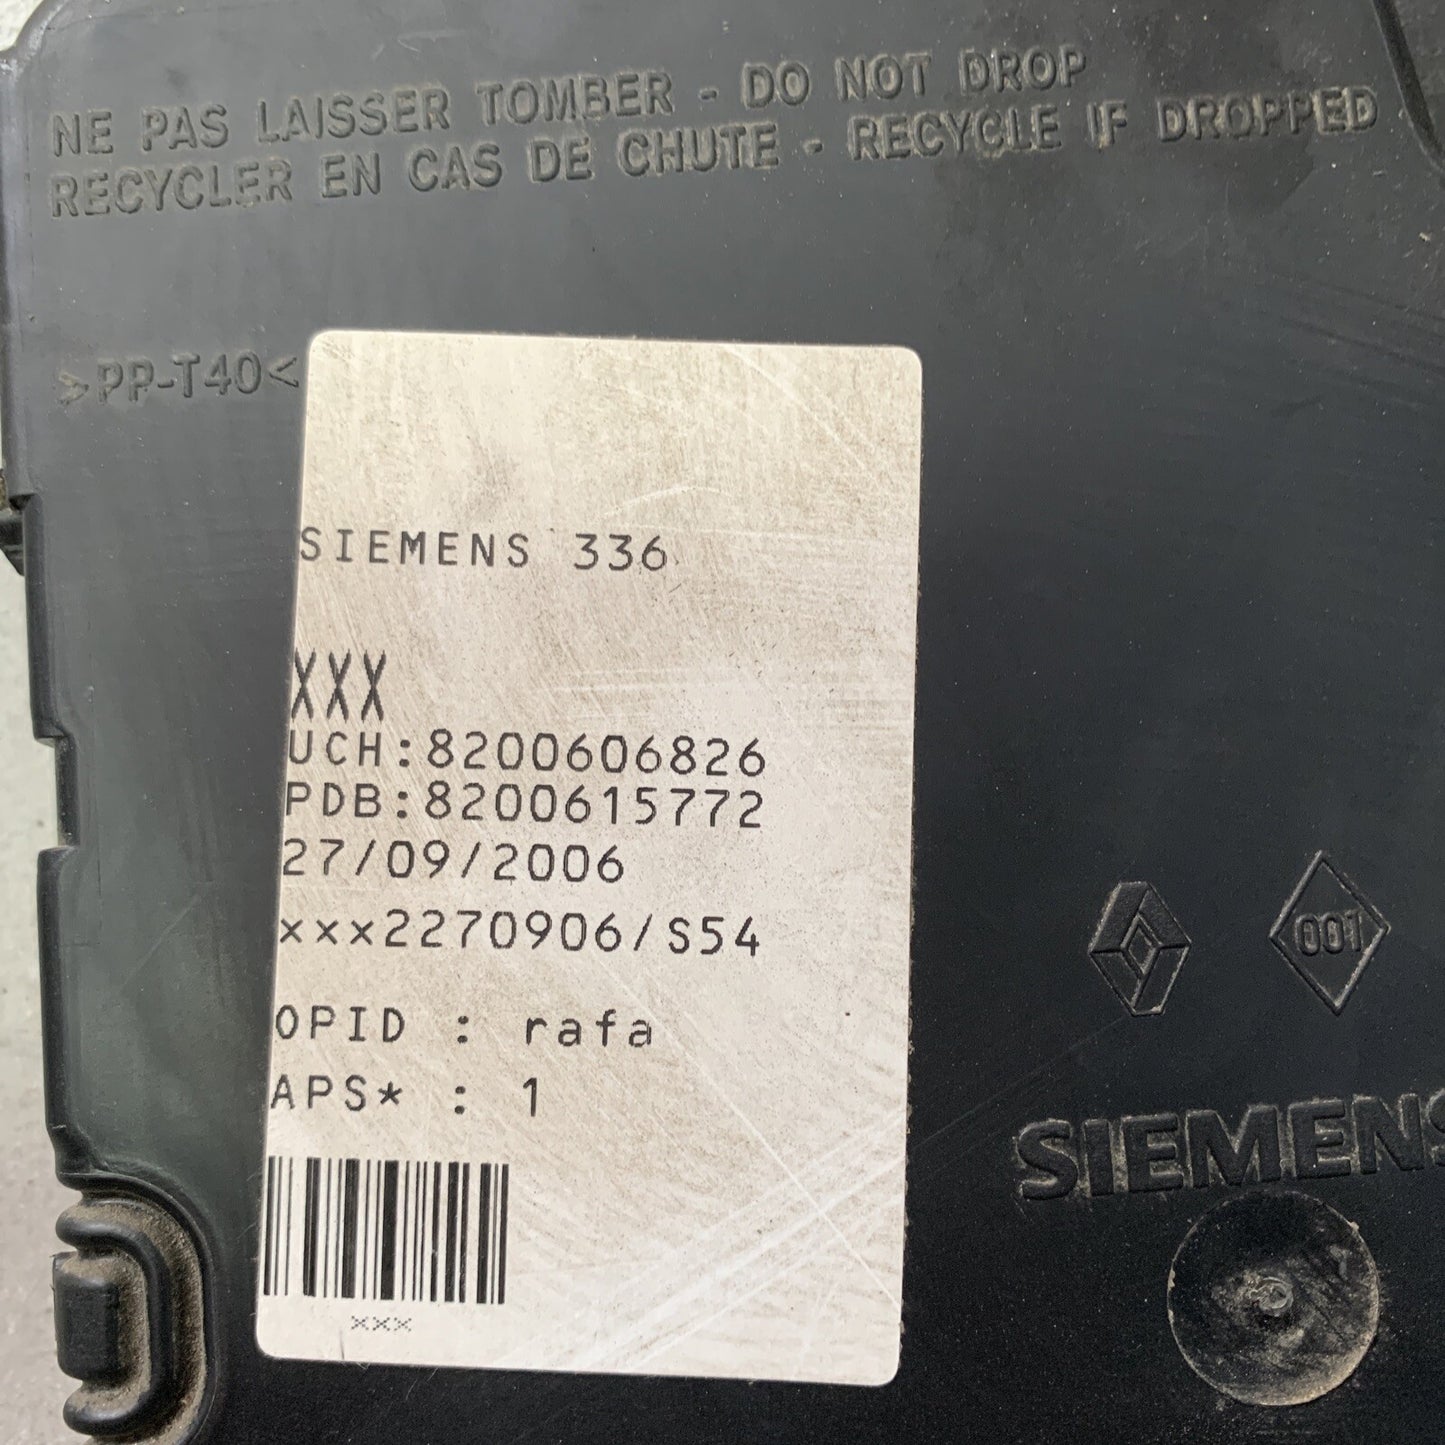 NE PAS LAISSER TOMBER - DO NOT DROP
RECYCLER EN CAS DE CHUTE - RECYCLE IF DROPPED
>PP-T40<
SIEMENS 336
XXX
UCH:8200606826
PDB:8200615772
27/09/2006
xxx2270906/S54
OPID : rafa
APS* : 1
xxx
001
SIEMENS